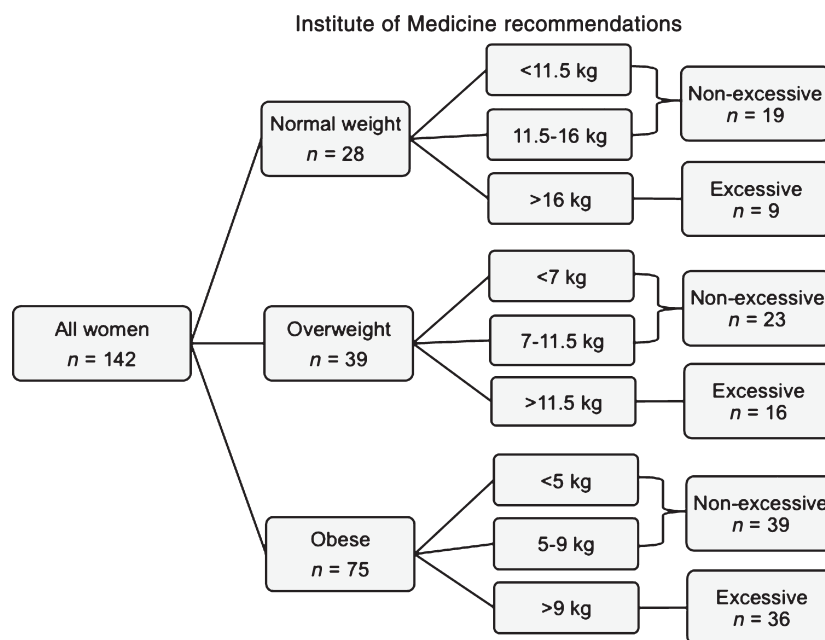 Institute of Medicine recommendations
<11.5 kg
Non-excessive
n = 19
Normal weight
n = 28
11.5-16 kg
>16 kg
Excessive
n = 9
<7 kg
Non-excessive
n = 23
All women
n = 142
Overweight
n = 39
7-11.5 kg
>11.5 kg
Excessive
n = 16
<5 kg
Non-excessive
n = 39
Obese
n = 75
5-9 kg
>9 kg
Excessive
n = 36